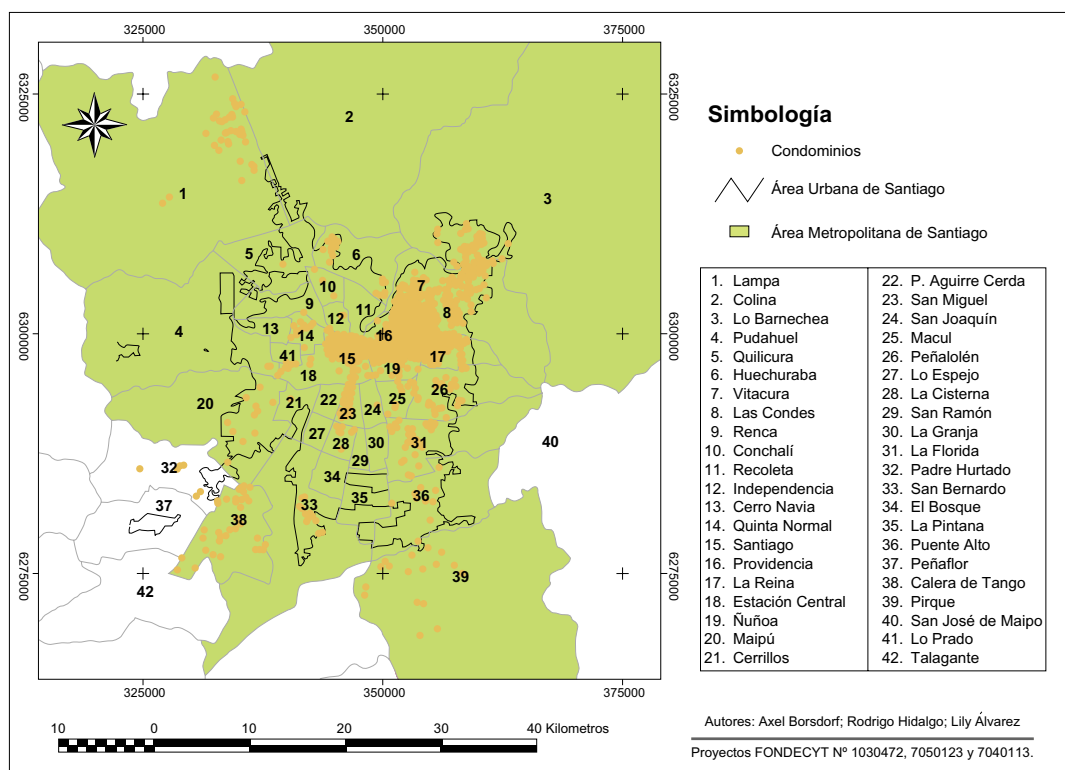 325000 350000 375000
6325000 6325000
6300000 6300000
6275000 6275000
1
2
3
4
5
6
7
8
9
10
11
12
13
14
15
16
17
18
19
20
21
22
23
24
25
26
27
28
29
30
31
32
33
34
35
36
37
38
39
40
41
42
325000 350000 375000
10 0 10 20 30 40 Kilometros
Simbología
Condominios
Área Urbana de Santiago
Área Metropolitana de Santiago
1. Lampa
2. Colina
3. Lo Barnechea
4. Pudahuel
5. Quilicura
6. Huechuraba
7. Vitacura
8. Las Condes
9. Renca
10. Conchalí
11. Recoleta
12. Independencia
13. Cerro Navia
14. Quinta Normal
15. Santiago
16. Providencia
17. La Reina
18. Estación Central
19. Ñuñoa
20. Maipú
21. Cerrillos
22. P. Aguirre Cerda
23. San Miguel
24. San Joaquín
25. Macul
26. Peñalolén
27. Lo Espejo
28. La Cisterna
29. San Ramón
30. La Granja
31. La Florida
32. Padre Hurtado
33. San Bernardo
34. El Bosque
35. La Pintana
36. Puente Alto
37. Peñaflor
38. Calera de Tango
39. Pirque
40. San José de Maipo
41. Lo Prado
42. Talagante
Autores: Axel Borsdorf; Rodrigo Hidalgo; Lily Álvarez
Proyectos FONDECYT Nº 1030472, 7050123 y 7040113.